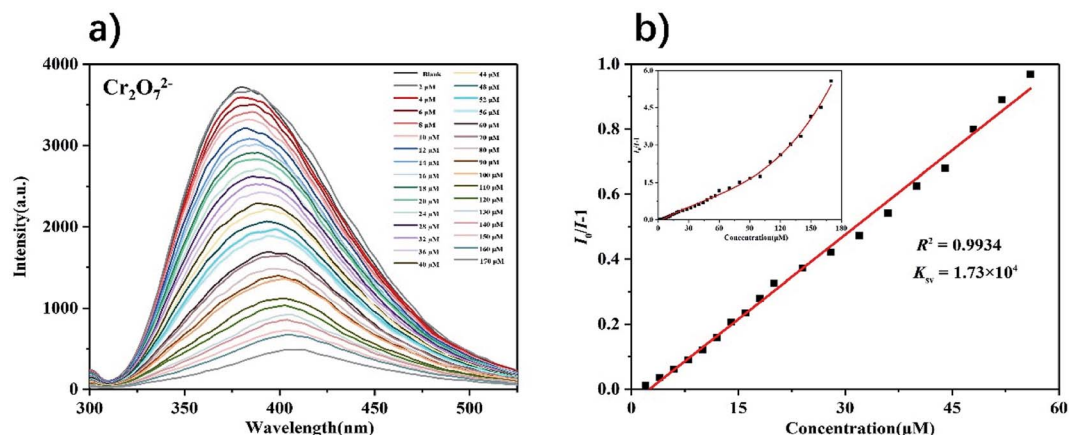 a)
Cr₂O₇²⁻
Intensity(a.u.)
4000
3000
2000
1000
0
300
350
400
450
500
Wavelength(nm)
Blank
2 μM
4 μM
6 μM
8 μM
10 μM
12 μM
14 μM
16 μM
18 μM
20 μM
24 μM
28 μM
32 μM
36 μM
40 μM
44 μM
48 μM
52 μM
56 μM
60 μM
70 μM
80 μM
90 μM
100 μM
110 μM
120 μM
130 μM
140 μM
150 μM
160 μM
170 μM
b)
I₀/I-1
1.0
0.8
0.6
0.4
0.2
0.0
0
15
30
45
60
Concentration(μM)
I₀/I-1
6.0
4.5
3.0
1.5
0.0
0
30
60
90
120
150
180
Concentration(μM)
R² = 0.9934
Kₛᵥ = 1.73×10⁴